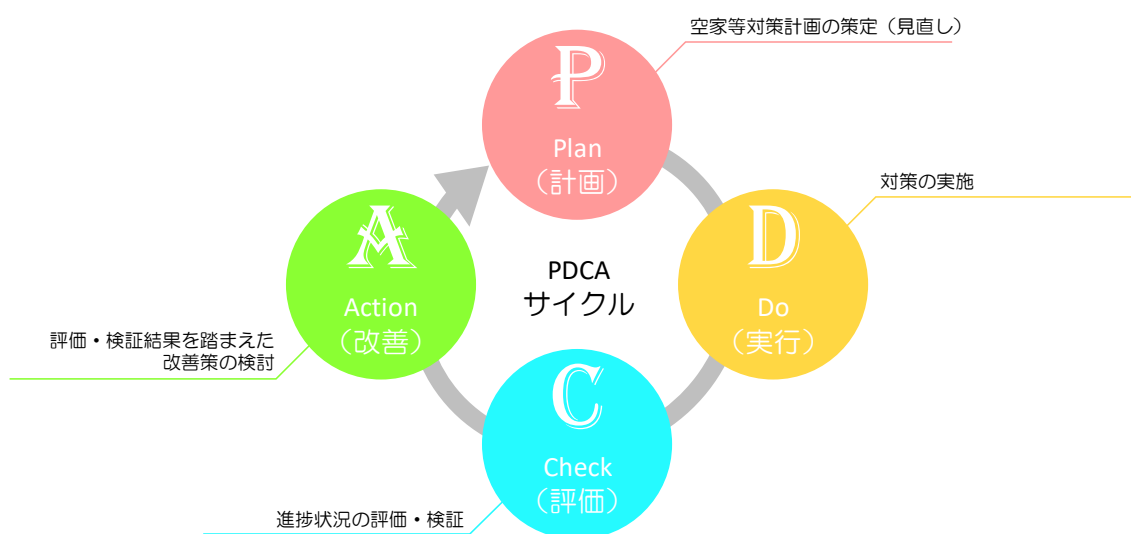 空家等対策計画の策定（見直し）
P
Plan
（計画）
対策の実施
D
Do
（実行）
PDCA
サイクル
A
Action
（改善）
評価・検証結果を踏まえた
改善策の検討
C
Check
（評価）
進捗状況の評価・検証